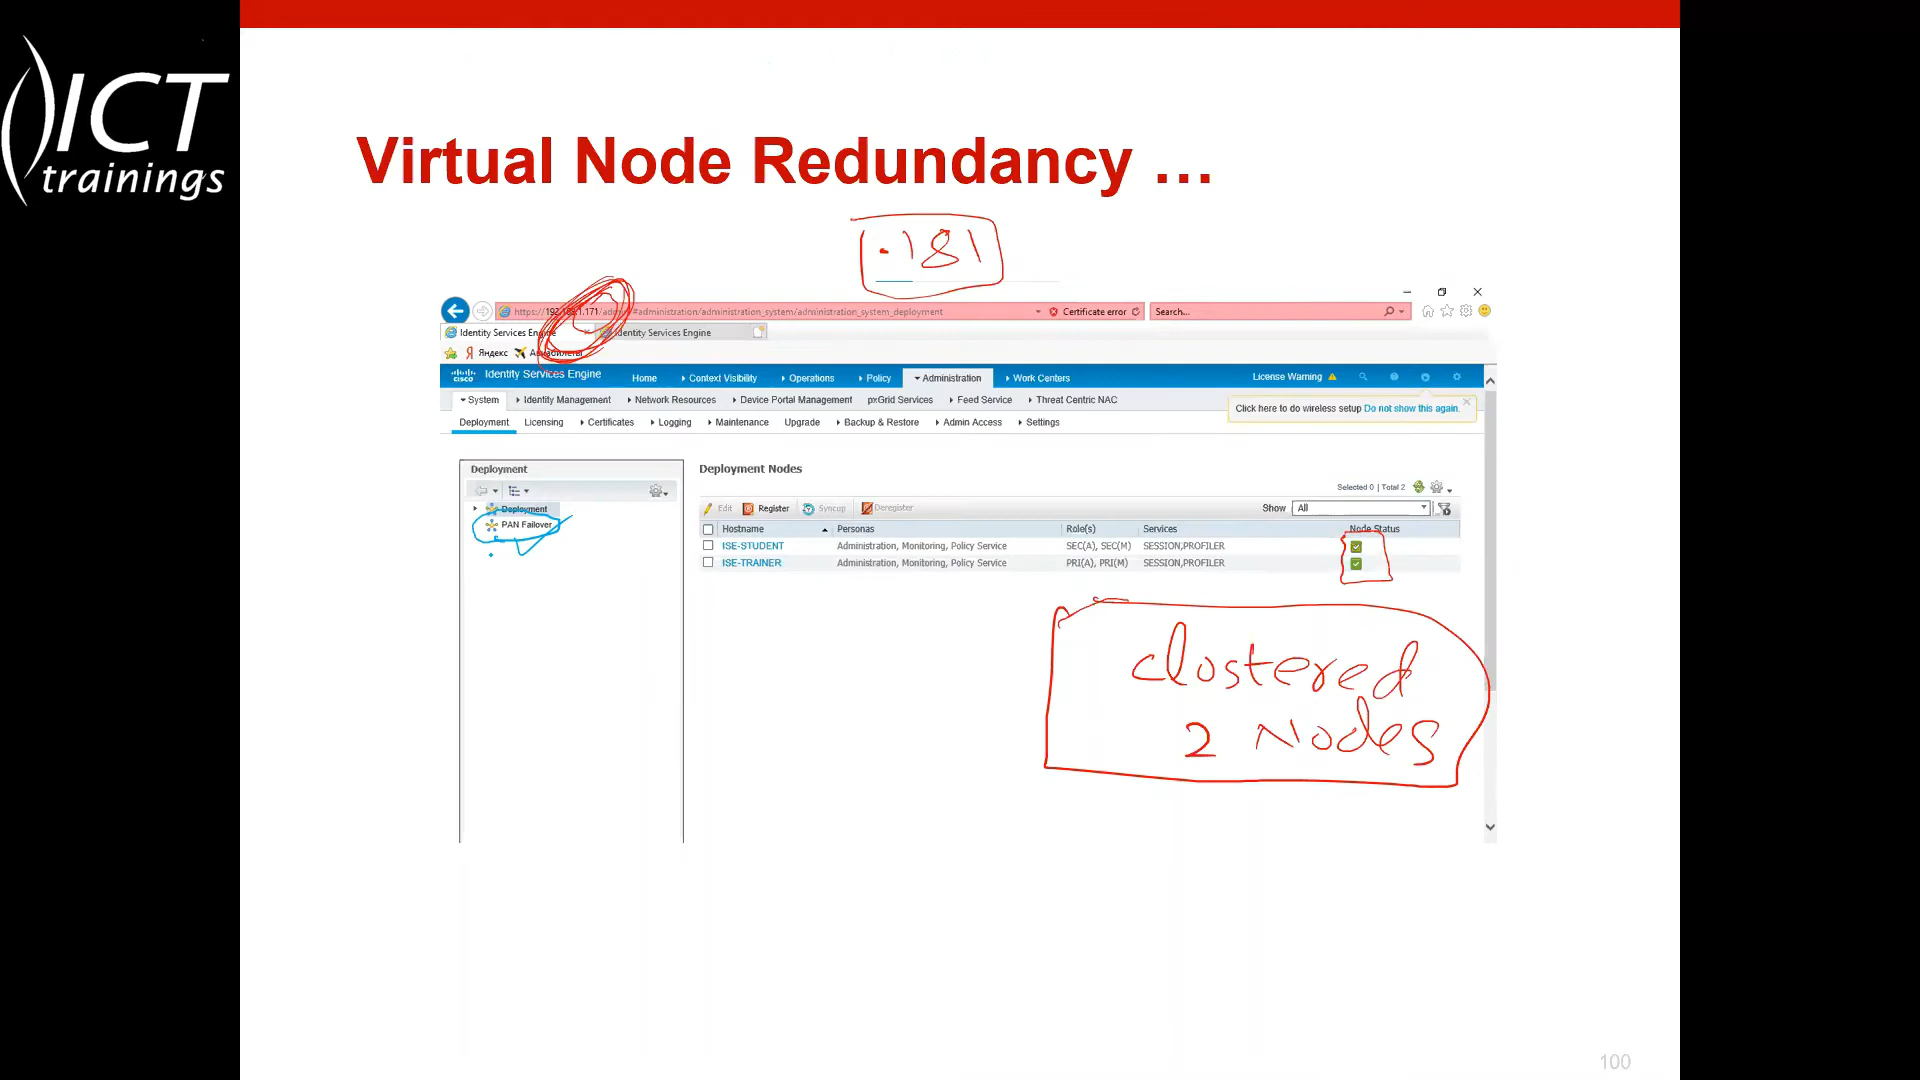 ICT
trainings
Virtual Node Redundancy ...
.181
Certificate error
Search...
Identity Services Engine
Identity Services Engine
Яндекс
Авиабилеты
CISCO
Identity Services Engine
Home
Context Visibility
Operations
Policy
Administration
Work Centers
License Warning
System
Identity Management
Network Resources
Device Portal Management
pxGrid Services
Feed Service
Threat Centric NAC
Click here to do wireless setup Do not show this again.
Deployment
Licensing
Certificates
Logging
Maintenance
Upgrade
Backup & Restore
Admin Access
Settings
Deployment
Deployment
PAN Failover
Deployment Nodes
Selected 0 | Total 2
Edit
Register
Syncup
Deregister
Show
All
Hostname Personas Role(s) Services Node Status
ISE-STUDENT Administration, Monitoring, Policy Service SEC(A), SEC(M) SESSION,PROFILER
ISE-TRAINER Administration, Monitoring, Policy Service PRI(A), PRI(M) SESSION,PROFILER
clostered
2 Nodes
100